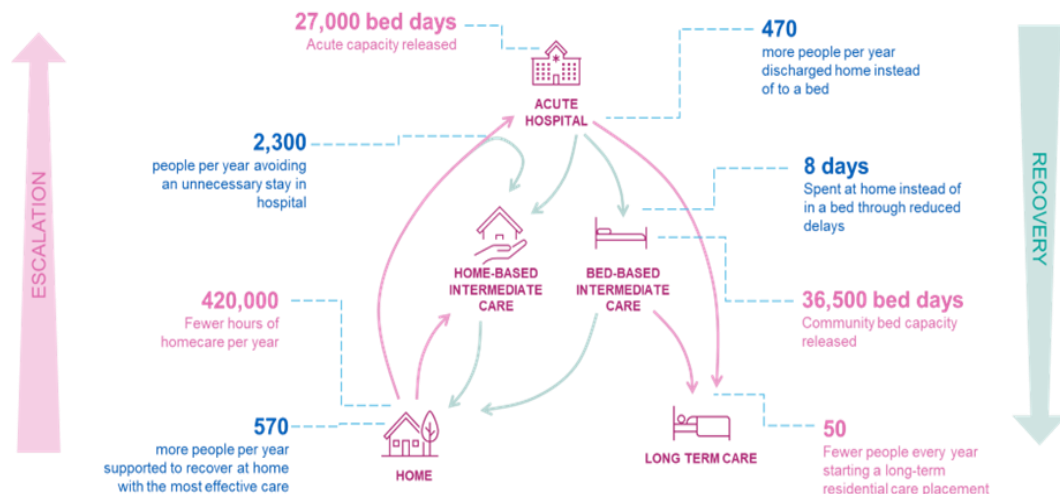 27,000 bed days
Acute capacity released
470
more people per year
discharged home instead
of to a bed
ACUTE
HOSPITAL
2,300
people per year avoiding
an unnecessary stay in
hospital
8 days
Spent at home instead of
in a bed through reduced
delays
ESCALATION
RECOVERY
HOME-BASED
INTERMEDIATE
CARE
BED-BASED
INTERMEDIATE
CARE
420,000
Fewer hours of
homecare per year
36,500 bed days
Community bed capacity
released
570
more people per year
supported to recover at home
with the most effective care
HOME
LONG TERM CARE
50
Fewer people every year
starting a long-term
residential care placement